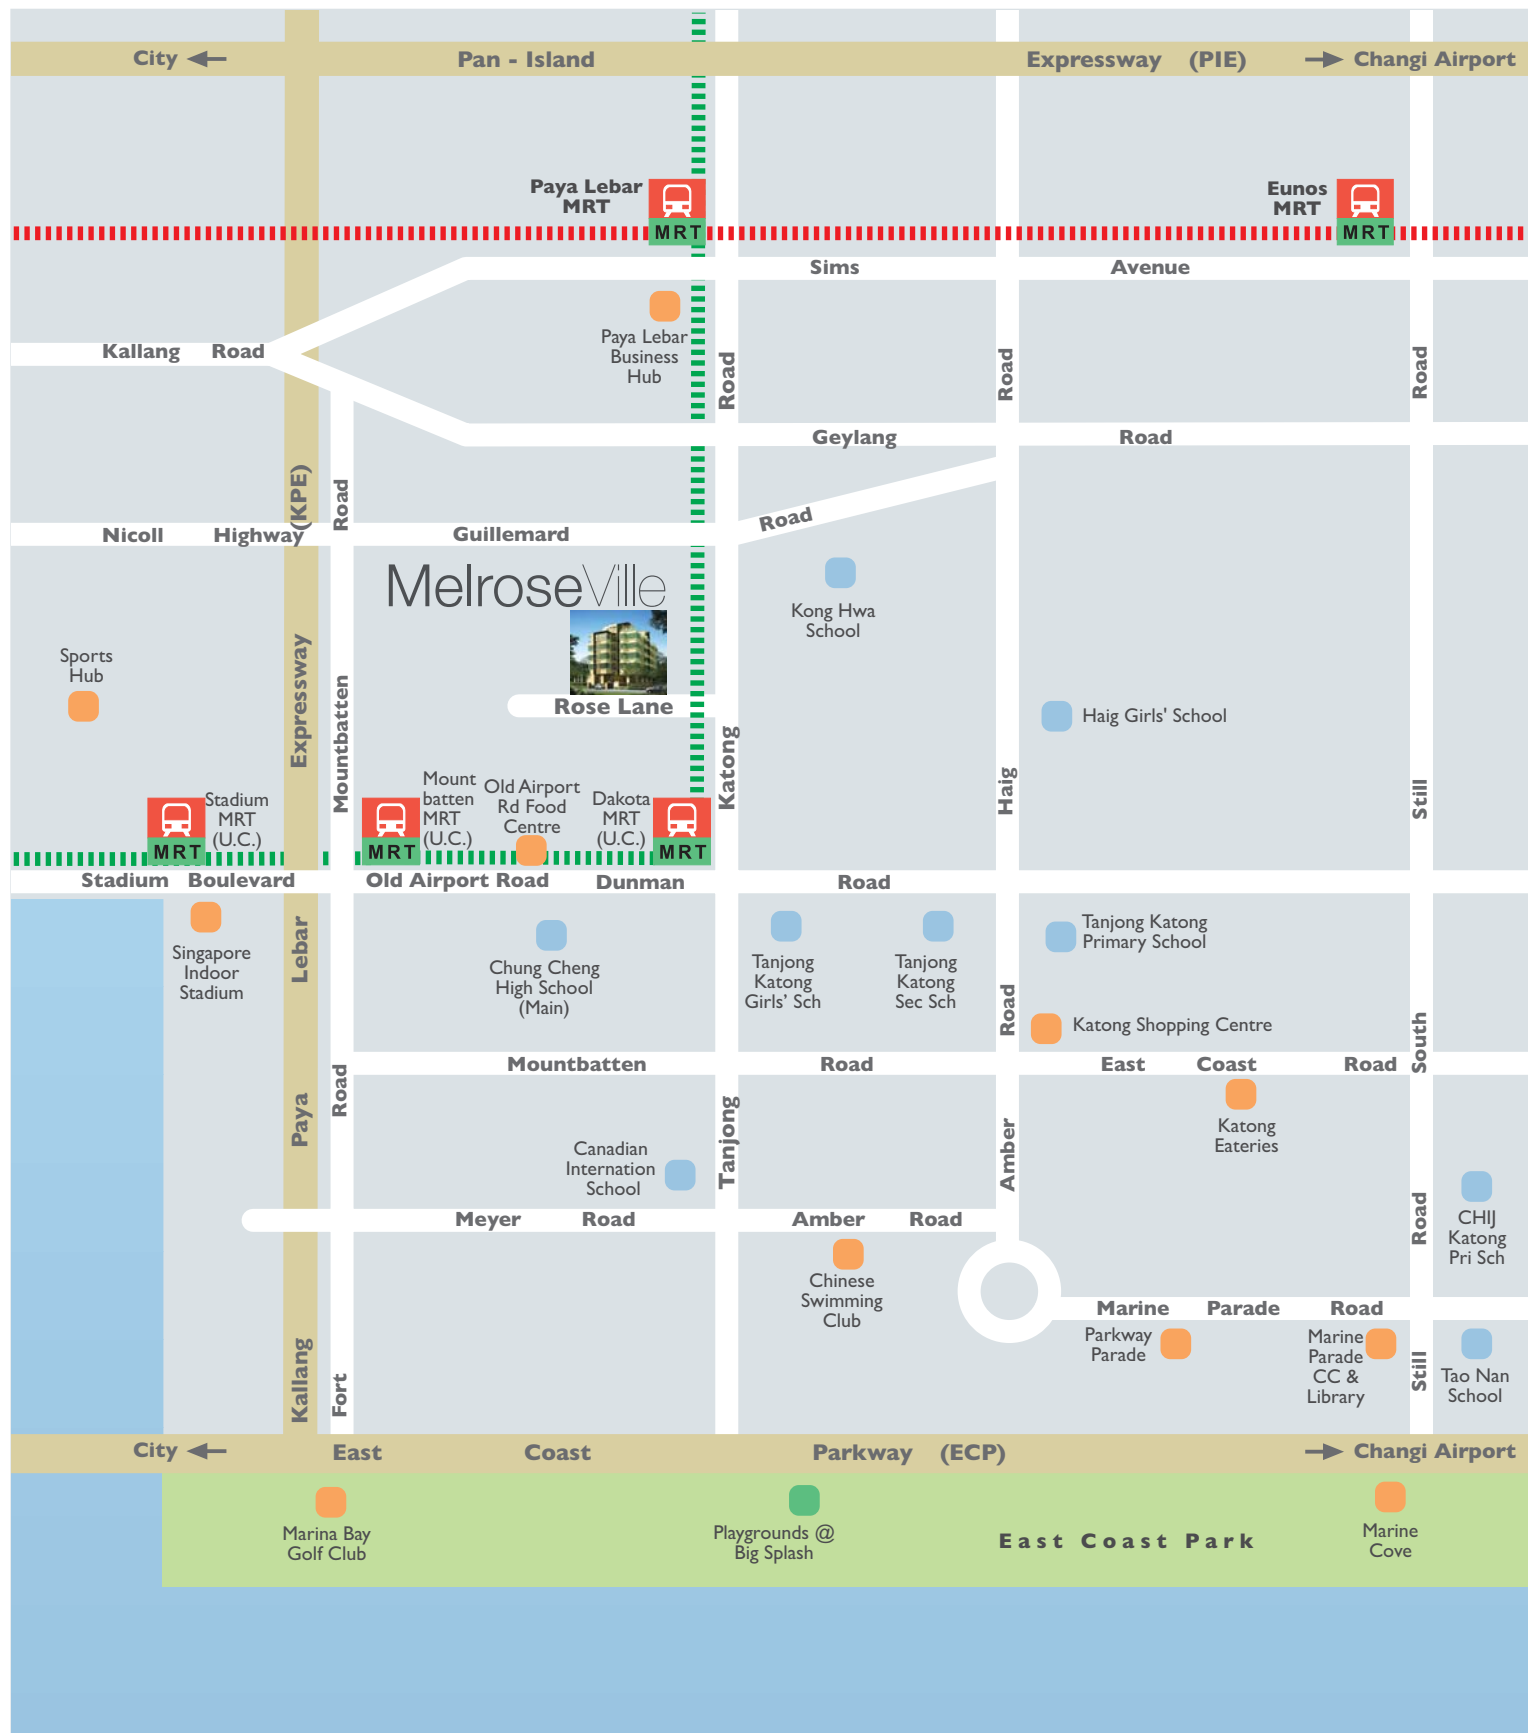 City
Pan - Island
Expressway (PIE)
Changi Airport
Paya Lebar
MRT
MRT
Eunos
MRT
MRT
Sims Avenue
Paya Lebar
Business
Hub
Kallang Road
Road
Road
Road
Geylang Road
(KPE)
Road
Nicoll Highway
Guillemard
Road
MelroseVille
Kong Hwa
School
Sports
Hub
Expressway
Mountbatten
Rose Lane
Katong
Haig Girls' School
Haig
Still
Stadium
MRT
(U.C.)
MRT
Mount
batten
MRT
(U.C.)
MRT
Old Airport
Rd Food
Centre
Dakota
MRT
(U.C.)
MRT
Stadium Boulevard
Old Airport Road
Dunman Road
Singapore
Indoor
Stadium
Lebar
Chung Cheng
High School
(Main)
Tanjong
Katong
Girls’ Sch
Tanjong
Katong
Sec Sch
Tanjong Katong
Primary School
Road
Katong Shopping Centre
South
Mountbatten Road
East Coast Road
Paya
Road
Tanjong
Amber
Katong
Eateries
Canadian
Internation
School
CHIJ
Katong
Pri Sch
Road
Meyer Road
Amber Road
Chinese
Swimming
Club
Marine Parade Road
Parkway
Parade
Marine
Parade
CC &
Library
Still
Tao Nan
School
Kallang
Fort
City
East Coast Parkway (ECP)
Changi Airport
Marina Bay
Golf Club
Playgrounds @
Big Splash
East Coast Park
Marine
Cove